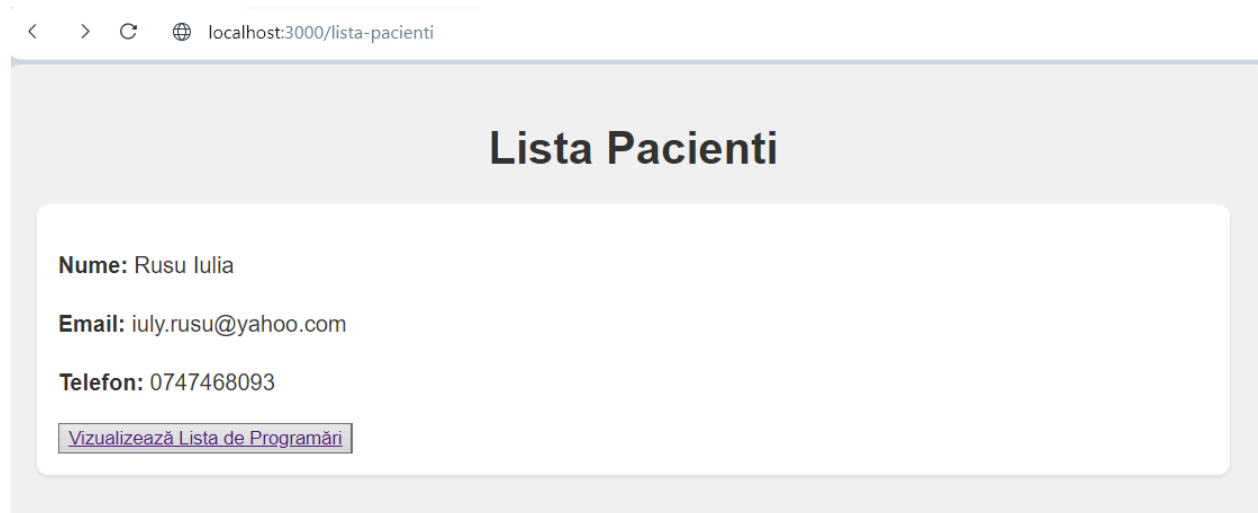 localhost:3000/lista-pacienti
Lista Pacienti
Nume: Rusu Iulia
Email: iuly.rusu@yahoo.com
Telefon: 0747468093
Vizualizează Lista de Programări